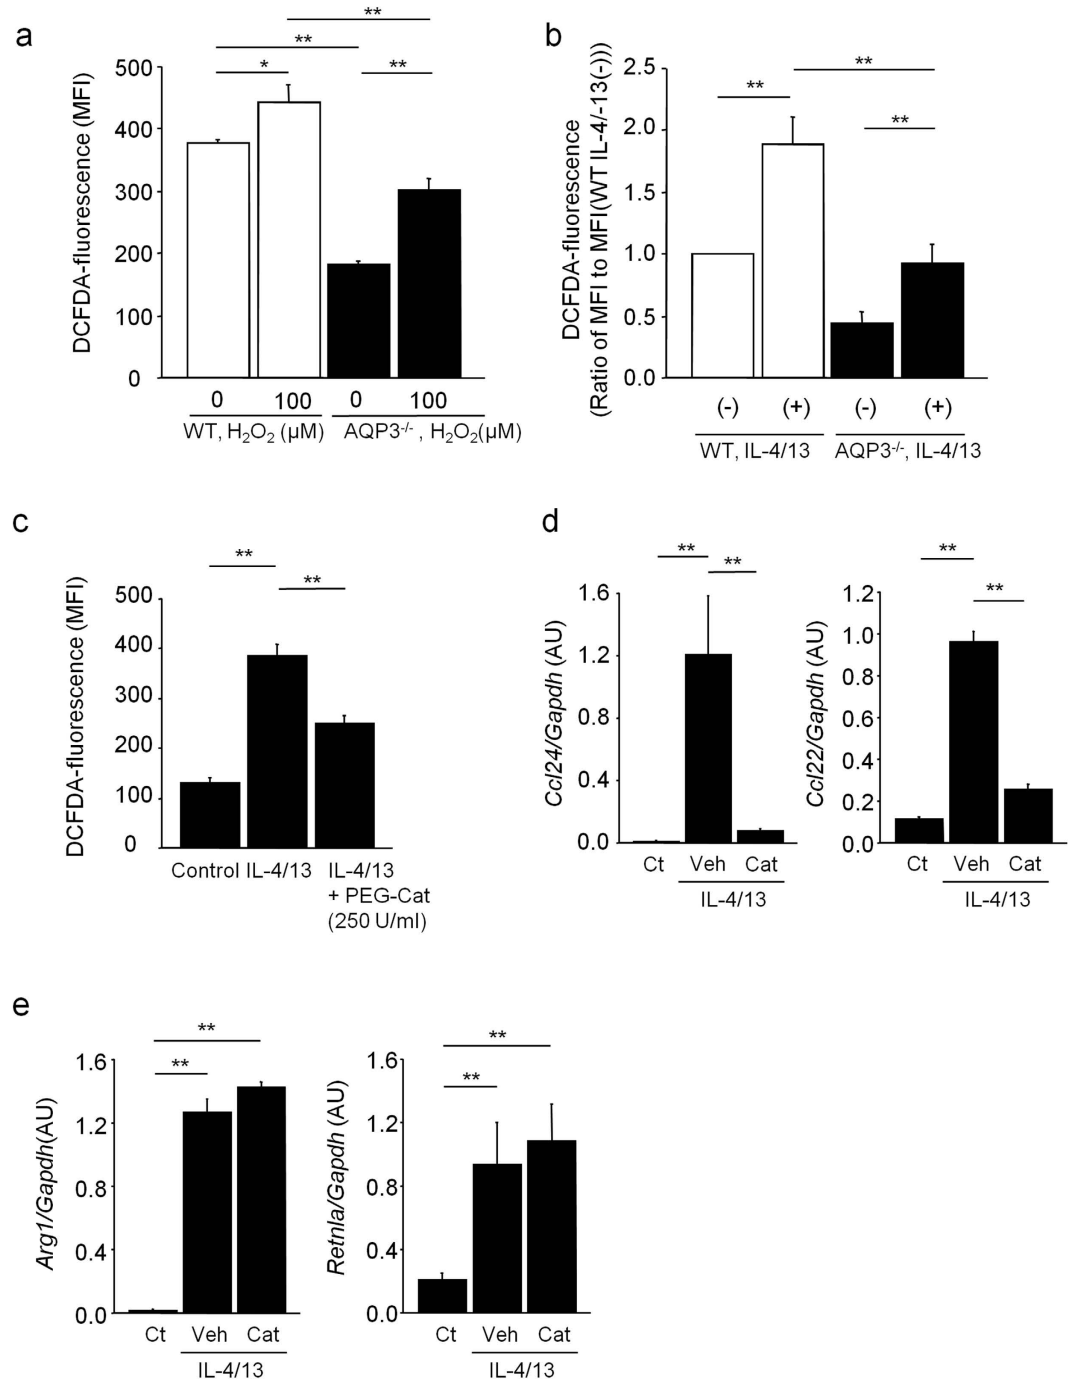 a
DCFDA-fluorescence (MFI)
500
400
300
200
100
0
**
**
*
**
0 100 0 100
WT, H₂O₂ (μM) AQP3⁻/⁻ , H₂O₂(μM)
b
DCFDA-fluorescence
(Ratio of MFI to MFI(WT IL-4/-13(-)))
2.5
2.0
1.5
1.0
0.5
0.0
**
**
**
(-) (+) (-) (+)
WT, IL-4/13 AQP3⁻/⁻, IL-4/13
c
DCFDA-fluorescence (MFI)
500
400
300
200
100
0
**
**
Control IL-4/13 IL-4/13
+ PEG-Cat
(250 U/ml)
d
Ccl24/Gapdh (AU)
1.6
1.2
0.8
0.4
0.0
**
**
Ct Veh Cat
IL-4/13
Ccl22/Gapdh (AU)
1.2
1.0
0.8
0.6
0.4
0.2
0.0
**
**
Ct Veh Cat
IL-4/13
e
Arg1/Gapdh(AU)
1.6
1.2
0.8
0.4
0.0
**
**
Ct Veh Cat
IL-4/13
Retnla/Gapdh (AU)
1.6
1.2
0.8
0.4
0.0
**
**
Ct Veh Cat
IL-4/13